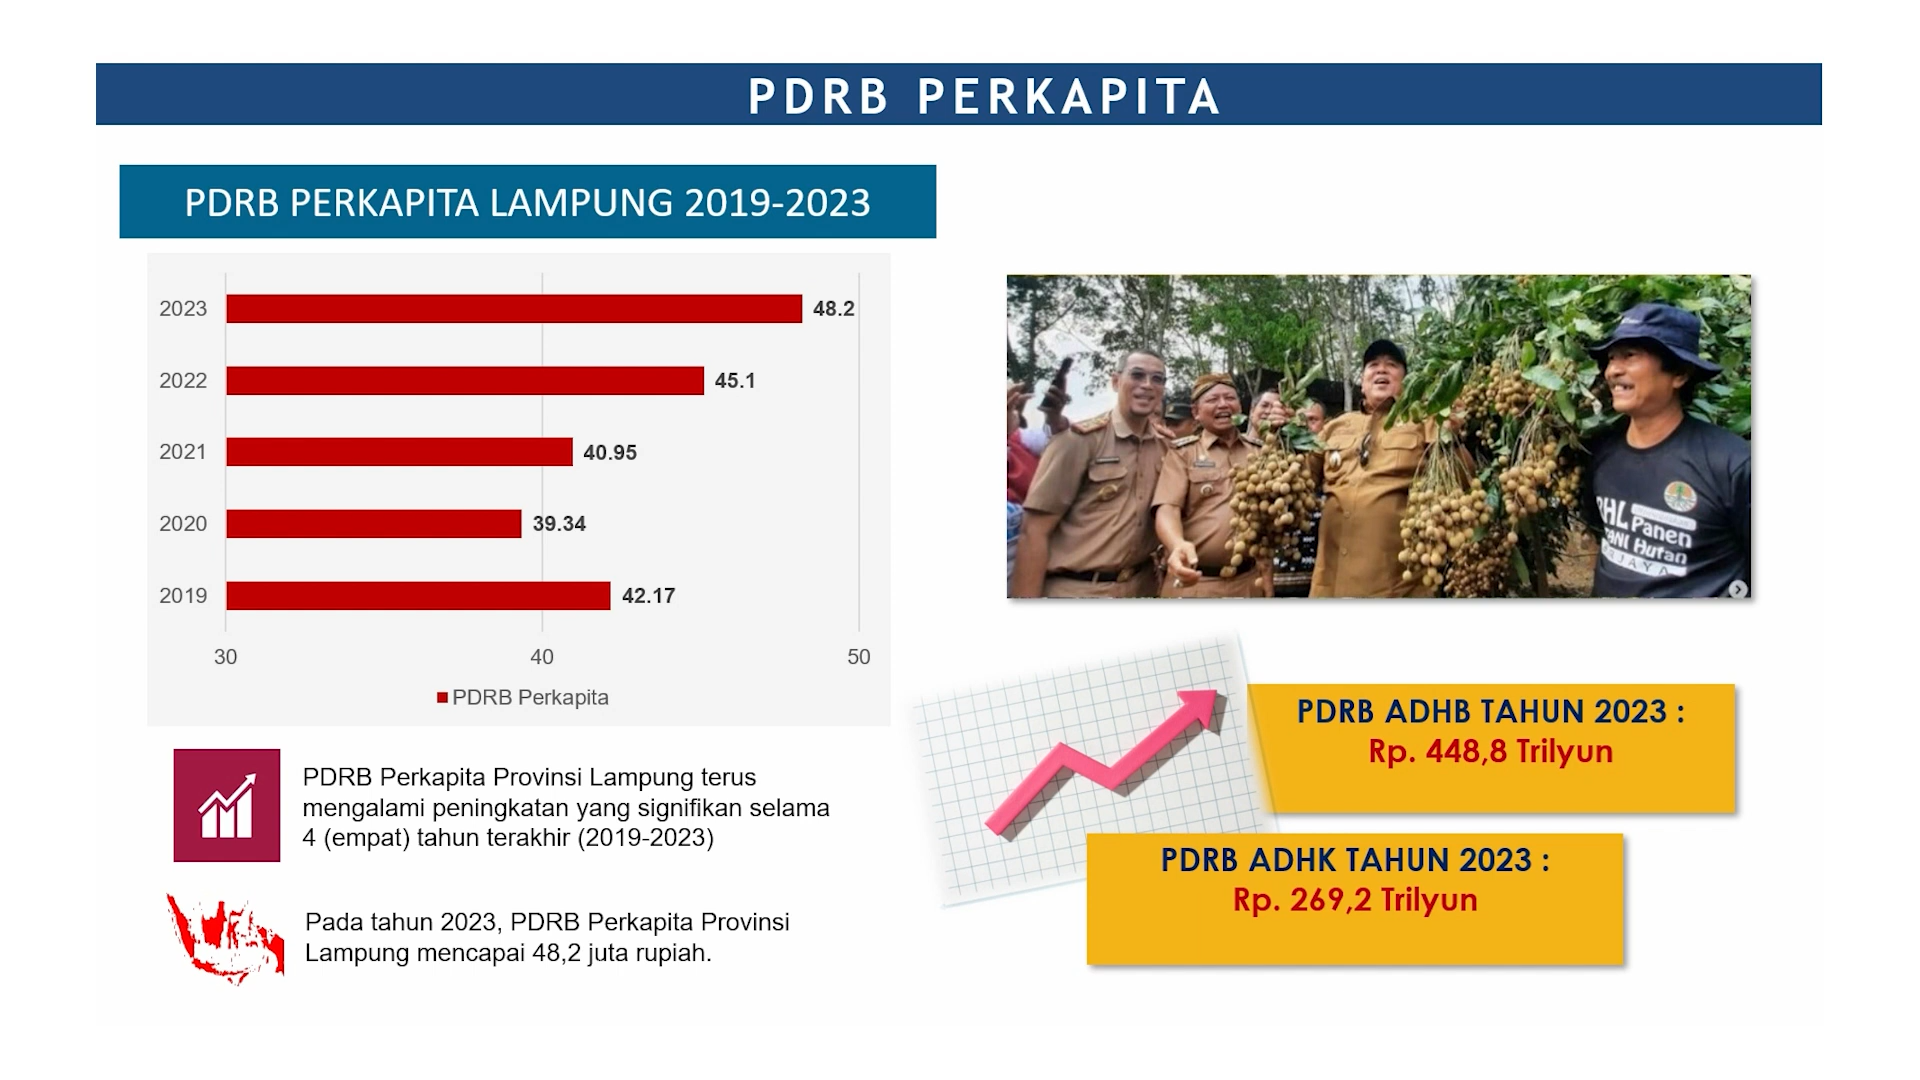 PDRB PERKAPITA
PDRB PERKAPITA LAMPUNG 2019-2023
2023
48.2
2022
45.1
2021
40.95
2020
39.34
2019
42.17
30
40
50
PDRB Perkapita
PDRB Perkapita Provinsi Lampung terus
mengalami peningkatan yang signifikan selama
4 (empat) tahun terakhir (2019-2023)
Pada tahun 2023, PDRB Perkapita Provinsi
Lampung mencapai 48,2 juta rupiah.
Panen
Hutan
PDRB ADHB TAHUN 2023 :
Rp. 448,8 Trilyun
PDRB ADHK TAHUN 2023 :
Rp. 269,2 Trilyun